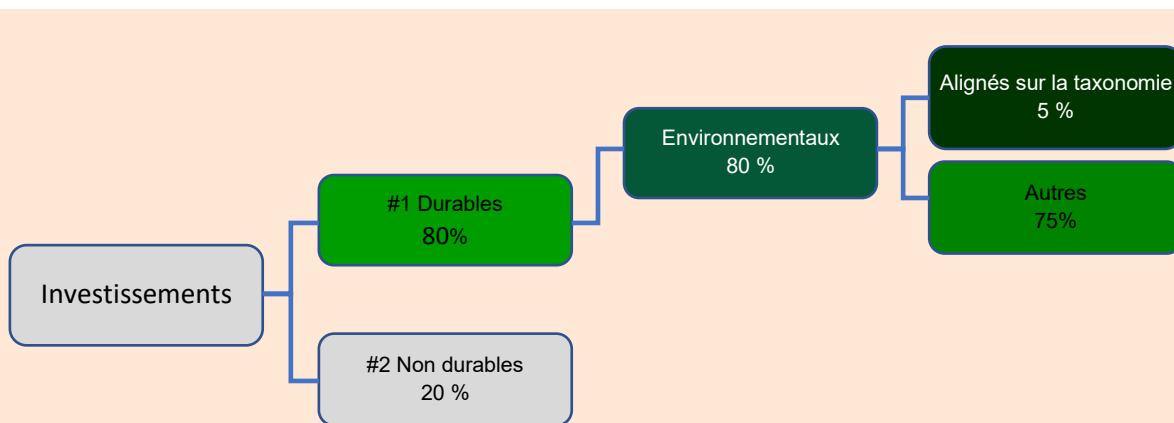 Investissements
#1 Durables
80%
#2 Non durables
20 %
Environnementaux
80 %
Alignés sur la taxonomie
5 %
Autres
75%